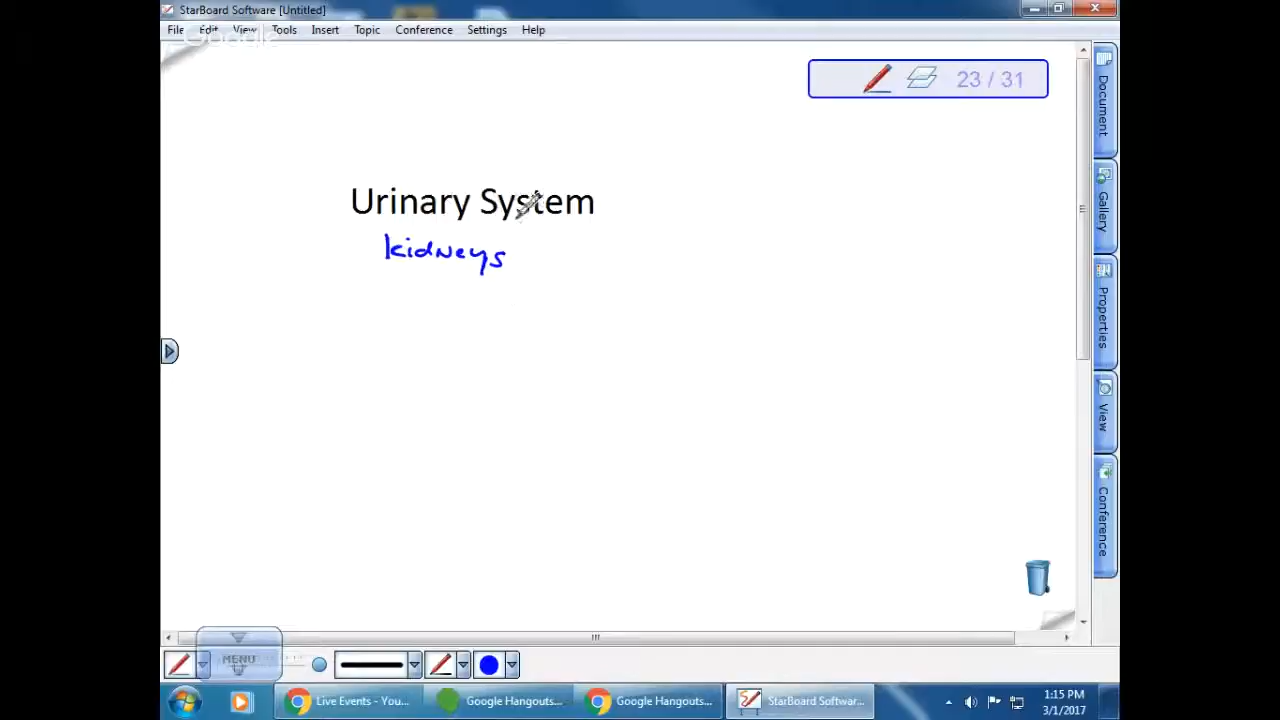 StarBoard Software [Untitled]
File Edit View Tools Insert Topic Conference Settings Help
Google
23 / 31
Document
Gallery
Properties
View
Conference
Urinary System
kidneys
MENU
Live Events - You...
Google Hangouts...
Google Hangouts...
StarBoard Softwar...
1:15 PM
3/1/2017